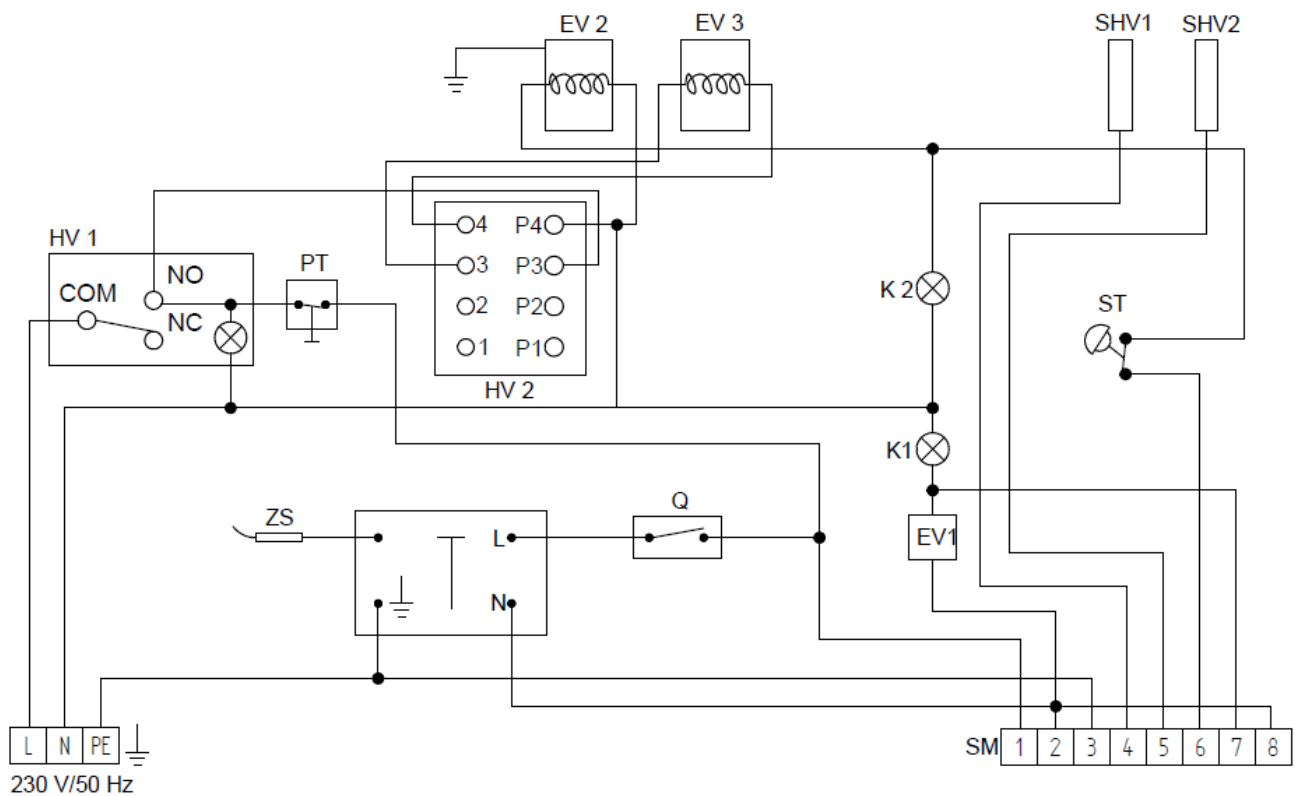 EV 2
EV 3
SHV1
SHV2
HV 1
COM
NO
NC
PT
4 P4
3 P3
2 P2
1 P1
HV 2
K 2
ST
K1
ZS
L
N
Q
EV1
L N PE
230 V/50 Hz
SM 1 2 3 4 5 6 7 8